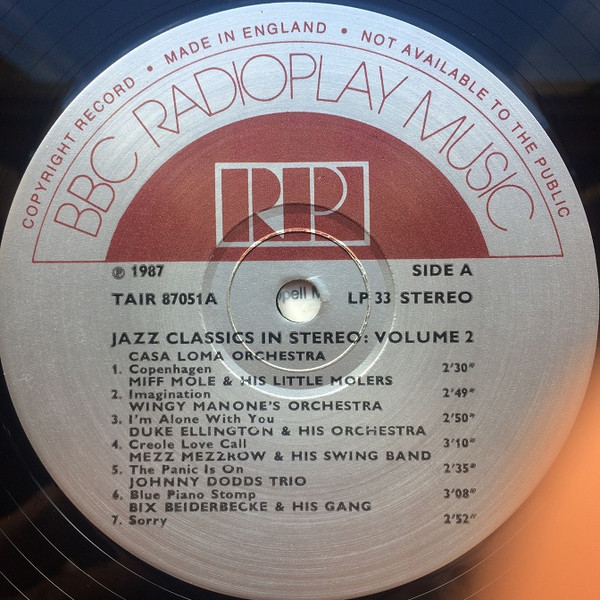 COPYRIGHT RECORD • MADE IN ENGLAND • NOT AVAILABLE TO THE PUBLIC
BBC RADIOPLAY MUSIC
RPI
℗ 1987 SIDE A
TAIR 87051A LP 33 STEREO
JAZZ CLASSICS IN STEREO: VOLUME 2
CASA LOMA ORCHESTRA
1. Copenhagen 2'30"
MIFF MOLE & HIS LITTLE MOLERS
2. Imagination 2'49"
WINGY MANONE'S ORCHESTRA
3. I'm Alone With You 2'50"
DUKE ELLINGTON & HIS ORCHESTRA
4. Creole Love Call 3'10"
MEZZ MEZZROW & HIS SWING BAND
5. The Panic Is On 2'35"
JOHNNY DODDS TRIO
6. Blue Piano Stomp 3'08"
BIX BEIDERBECKE & HIS GANG
7. Sorry 2'52"